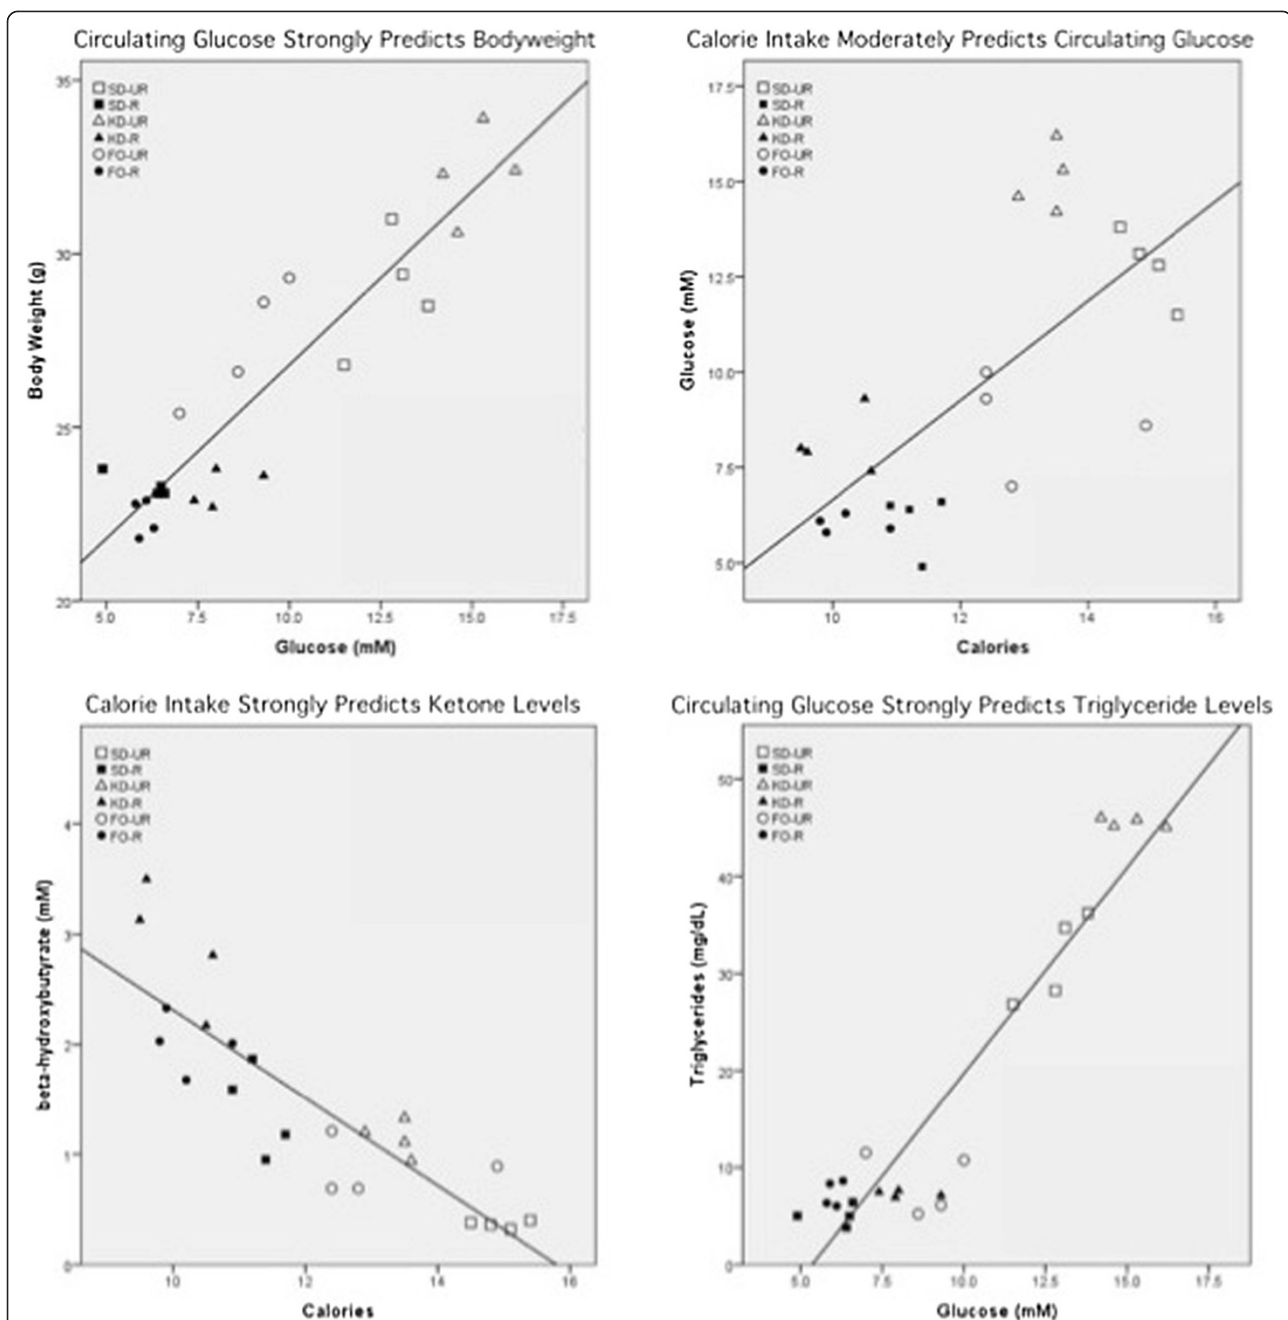 Circulating Glucose Strongly Predicts Bodyweight
SD-UR
SD-R
KD-UR
KD-R
FO-UR
FO-R
35
30
25
20
Body Weight (g)
5.0 7.5 10.0 12.5 15.0 17.5
Glucose (mM)
Calorie Intake Moderately Predicts Circulating Glucose
SD-UR
SD-R
KD-UR
KD-R
FO-UR
FO-R
17.5
15.0
12.5
10.0
7.5
5.0
Glucose (mM)
10 12 14 16
Calories
Calorie Intake Strongly Predicts Ketone Levels
SD-UR
SD-R
KD-UR
KD-R
FO-UR
FO-R
4
3
2
1
0
beta-hydroxybutyrate (mM)
10 12 14 16
Calories
Circulating Glucose Strongly Predicts Triglyceride Levels
SD-UR
SD-R
KD-UR
KD-R
FO-UR
FO-R
50
40
30
20
10
0
Triglycerides (mg/dL)
5.0 7.5 10.0 12.5 15.0 17.5
Glucose (mM)